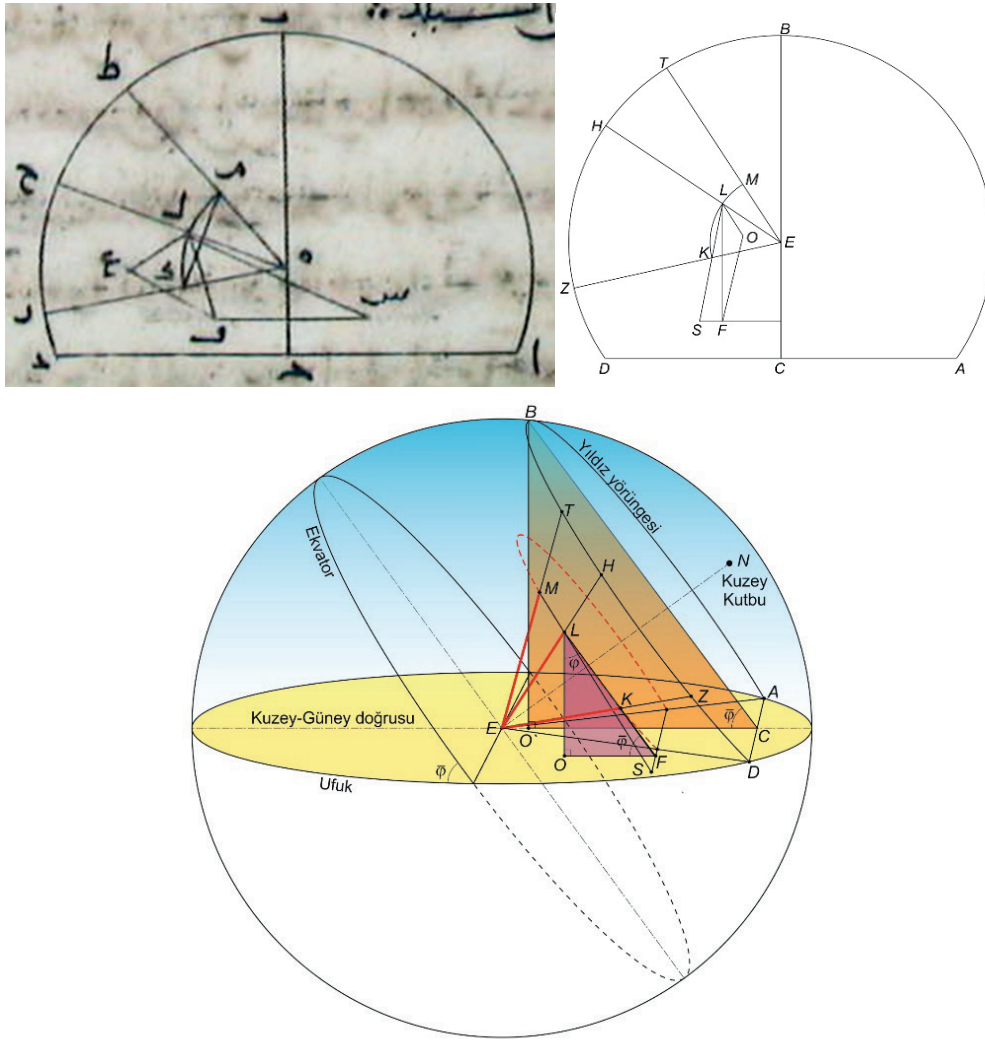 ط
ح
ل
ع
ه
س
د
ا
B
T
H
M
L
O
E
K
Z
S F
D C A
B
Yıldız yörüngesi
Ekvator
T
N
Kuzey
Kutbu
H
M
L
φ
K
Z
A
Kuzey-Güney doğrusu
E
O
φ̅
C
O
φ̅
F
S
D
φ̅
Ufuk